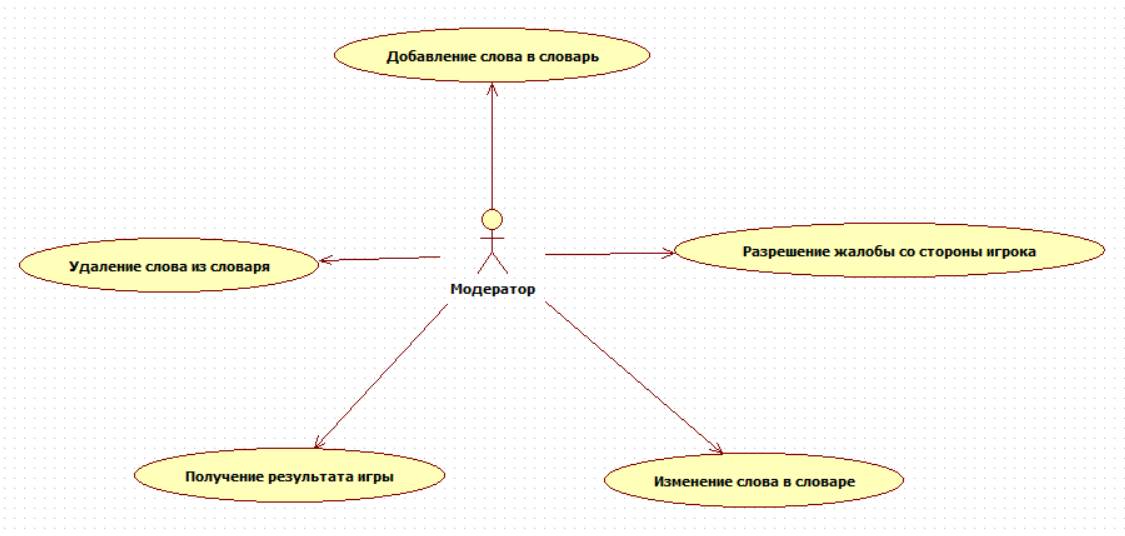 Добавление слова в словарь
Удаление слова из словаря
Разрешение жалобы со стороны игрока
Модератор
Получение результата игры
Изменение слова в словаре